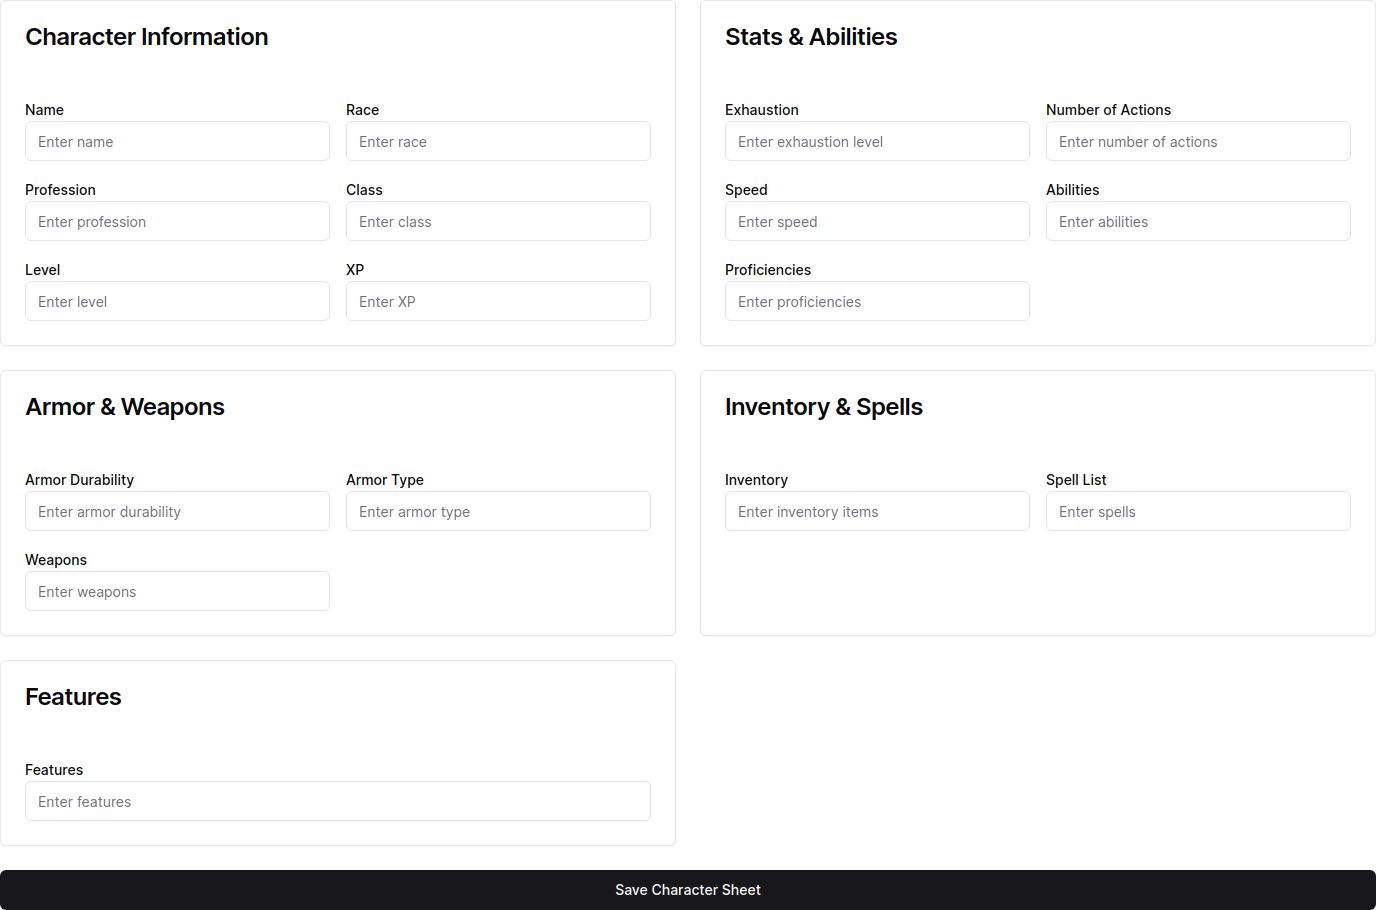 Character Information
Name
Race
Enter name
Enter race
Profession
Class
Enter profession
Enter class
Level
XP
Enter level
Enter XP
Stats & Abilities
Exhaustion
Number of Actions
Enter exhaustion level
Enter number of actions
Speed
Abilities
Enter speed
Enter abilities
Proficiencies
Enter proficiencies
Armor & Weapons
Armor Durability
Armor Type
Enter armor durability
Enter armor type
Weapons
Enter weapons
Inventory & Spells
Inventory
Spell List
Enter inventory items
Enter spells
Features
Features
Enter features
Save Character Sheet